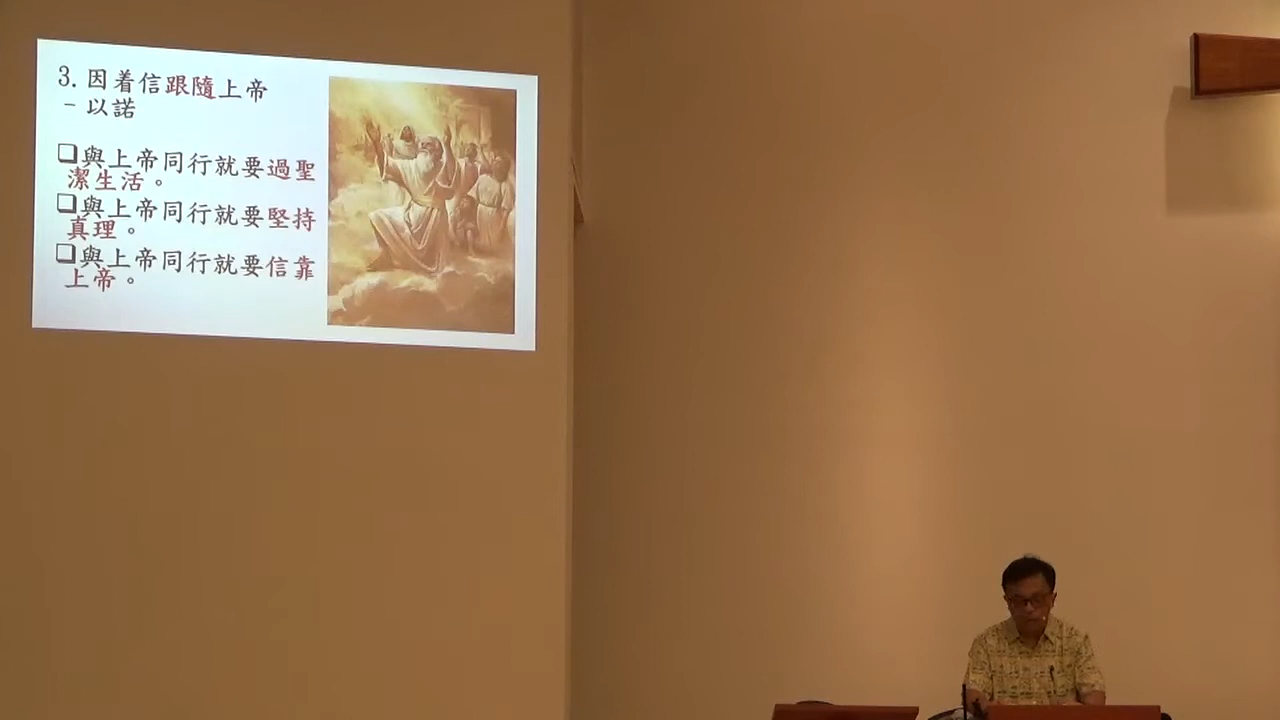 3.因着信跟隨上帝
- 以諾
❑與上帝同行就要過聖
潔生活。
❑與上帝同行就要堅持
真理。
❑與上帝同行就要信靠
上帝。